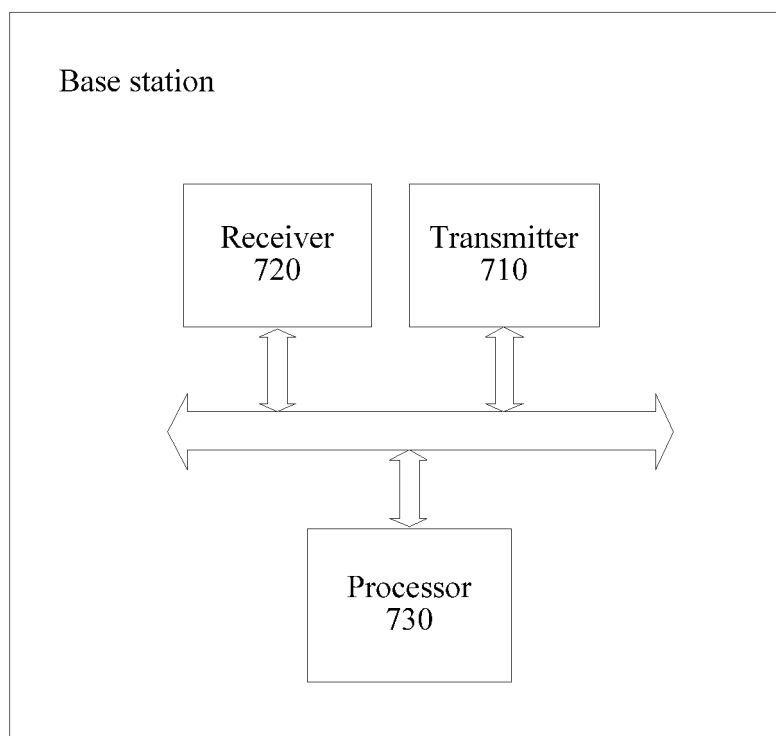 Base station
Receiver
720
Transmitter
710
Processor
730